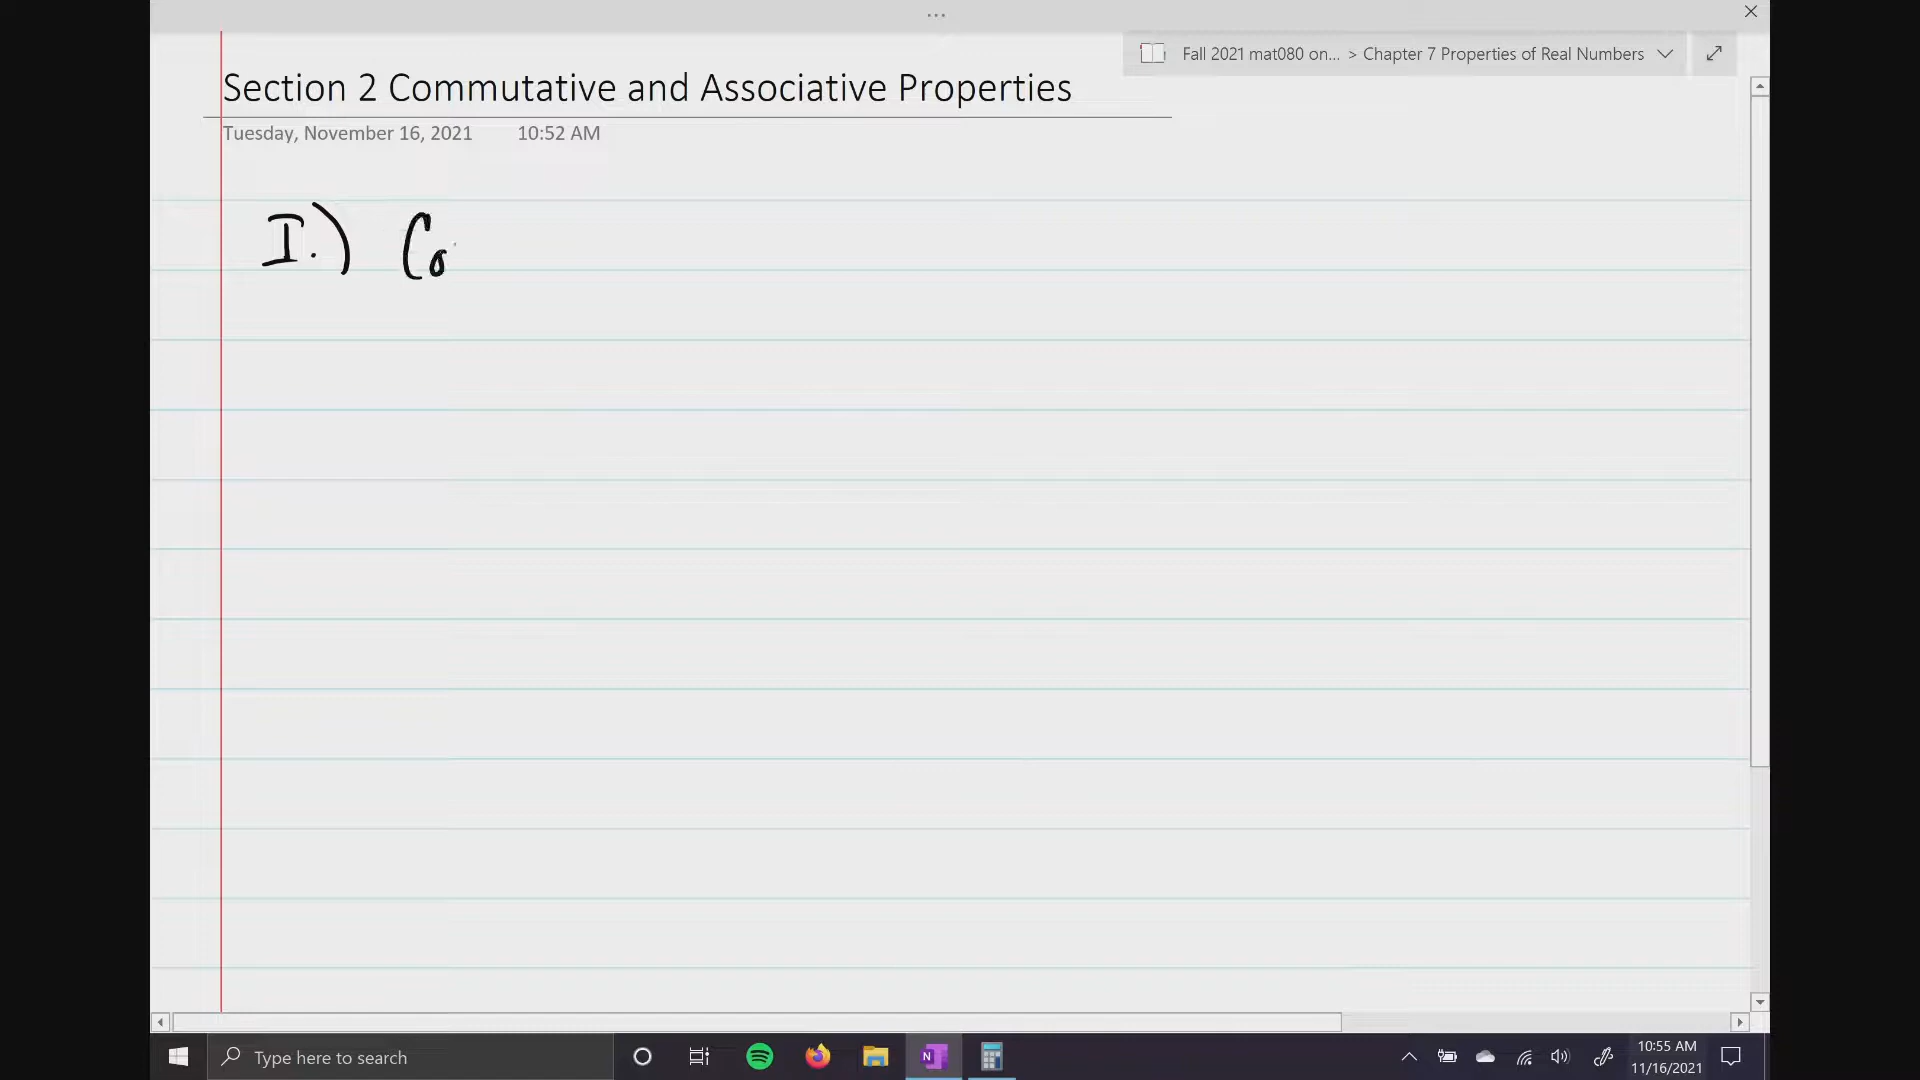 Fall 2021 mat080 on... > Chapter 7 Properties of Real Numbers
Section 2 Commutative and Associative Properties
Tuesday, November 16, 2021 10:52 AM
I.) Co
Type here to search
10:55 AM
11/16/2021